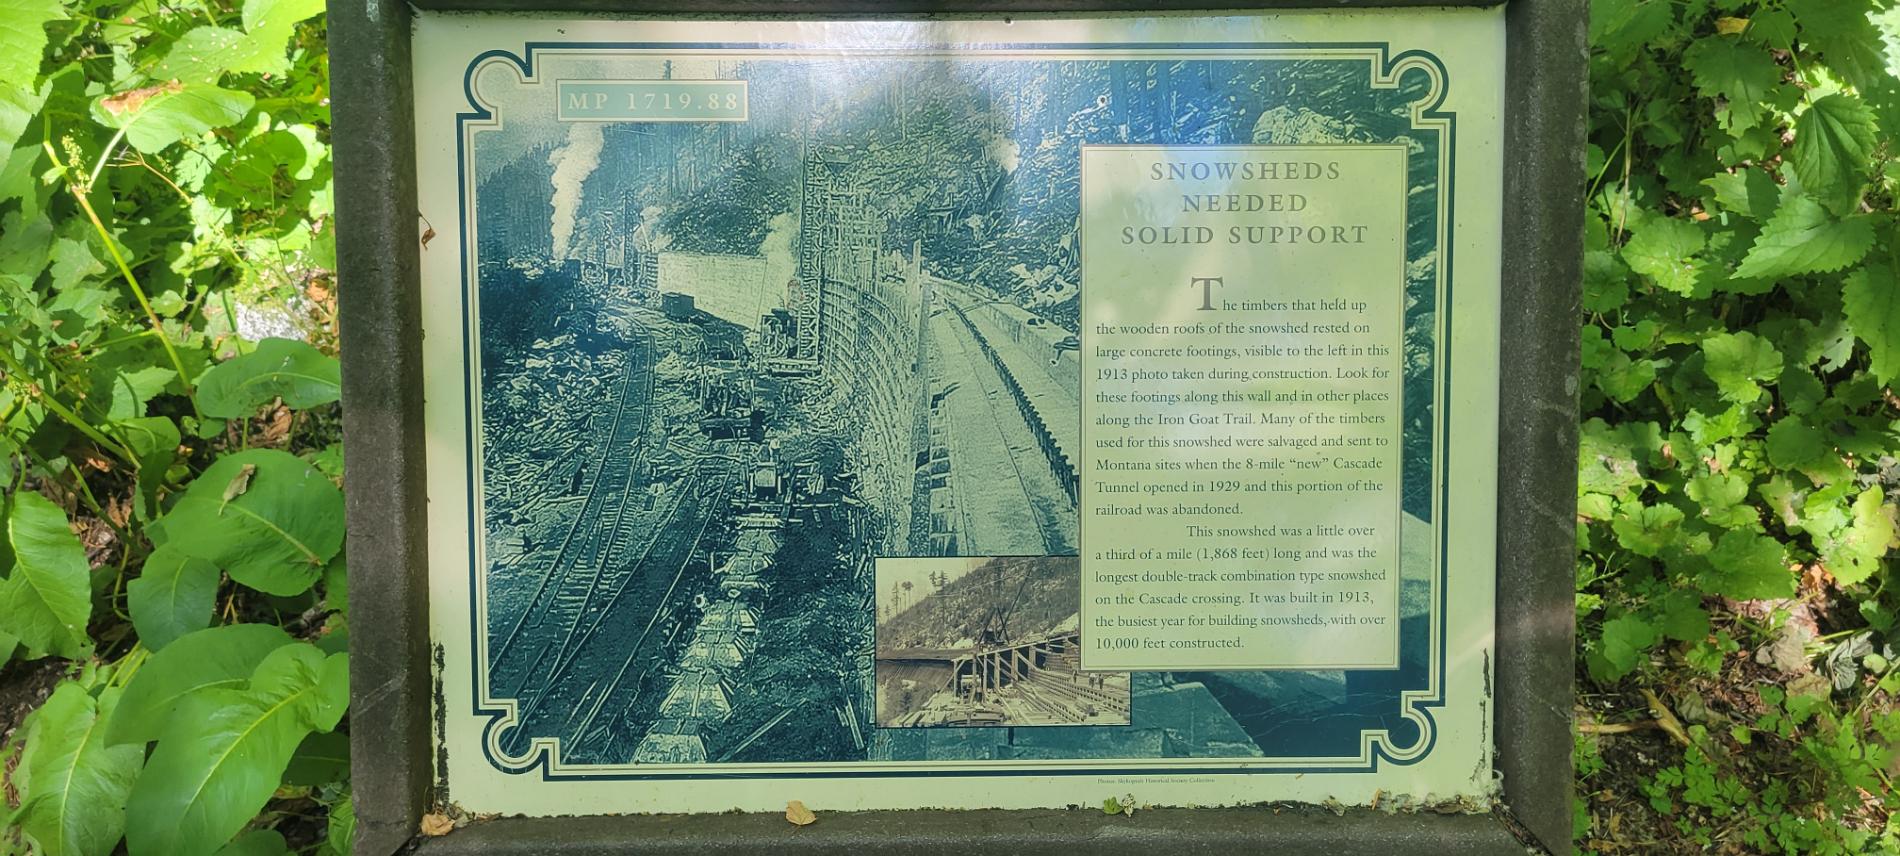 MP 1719.88
SNOWSHEDS
NEEDED
SOLID SUPPORT
The timbers that held up
the wooden roofs of the snowshed rested on
large concrete footings, visible to the left in this
1913 photo taken during construction. Look for
these footings along this wall and in other places
along the Iron Goat Trail. Many of the timbers
used for this snowshed were salvaged and sent to
Montana sites when the 8-mile “new” Cascade
Tunnel opened in 1929 and this portion of the
railroad was abandoned.
This snowshed was a little over
a third of a mile (1,868 feet) long and was the
longest double-track combination type snowshed
on the Cascade crossing. It was built in 1913,
the busiest year for building snowsheds, with over
10,000 feet constructed.
Photos: Skykomish Historical Society Collection